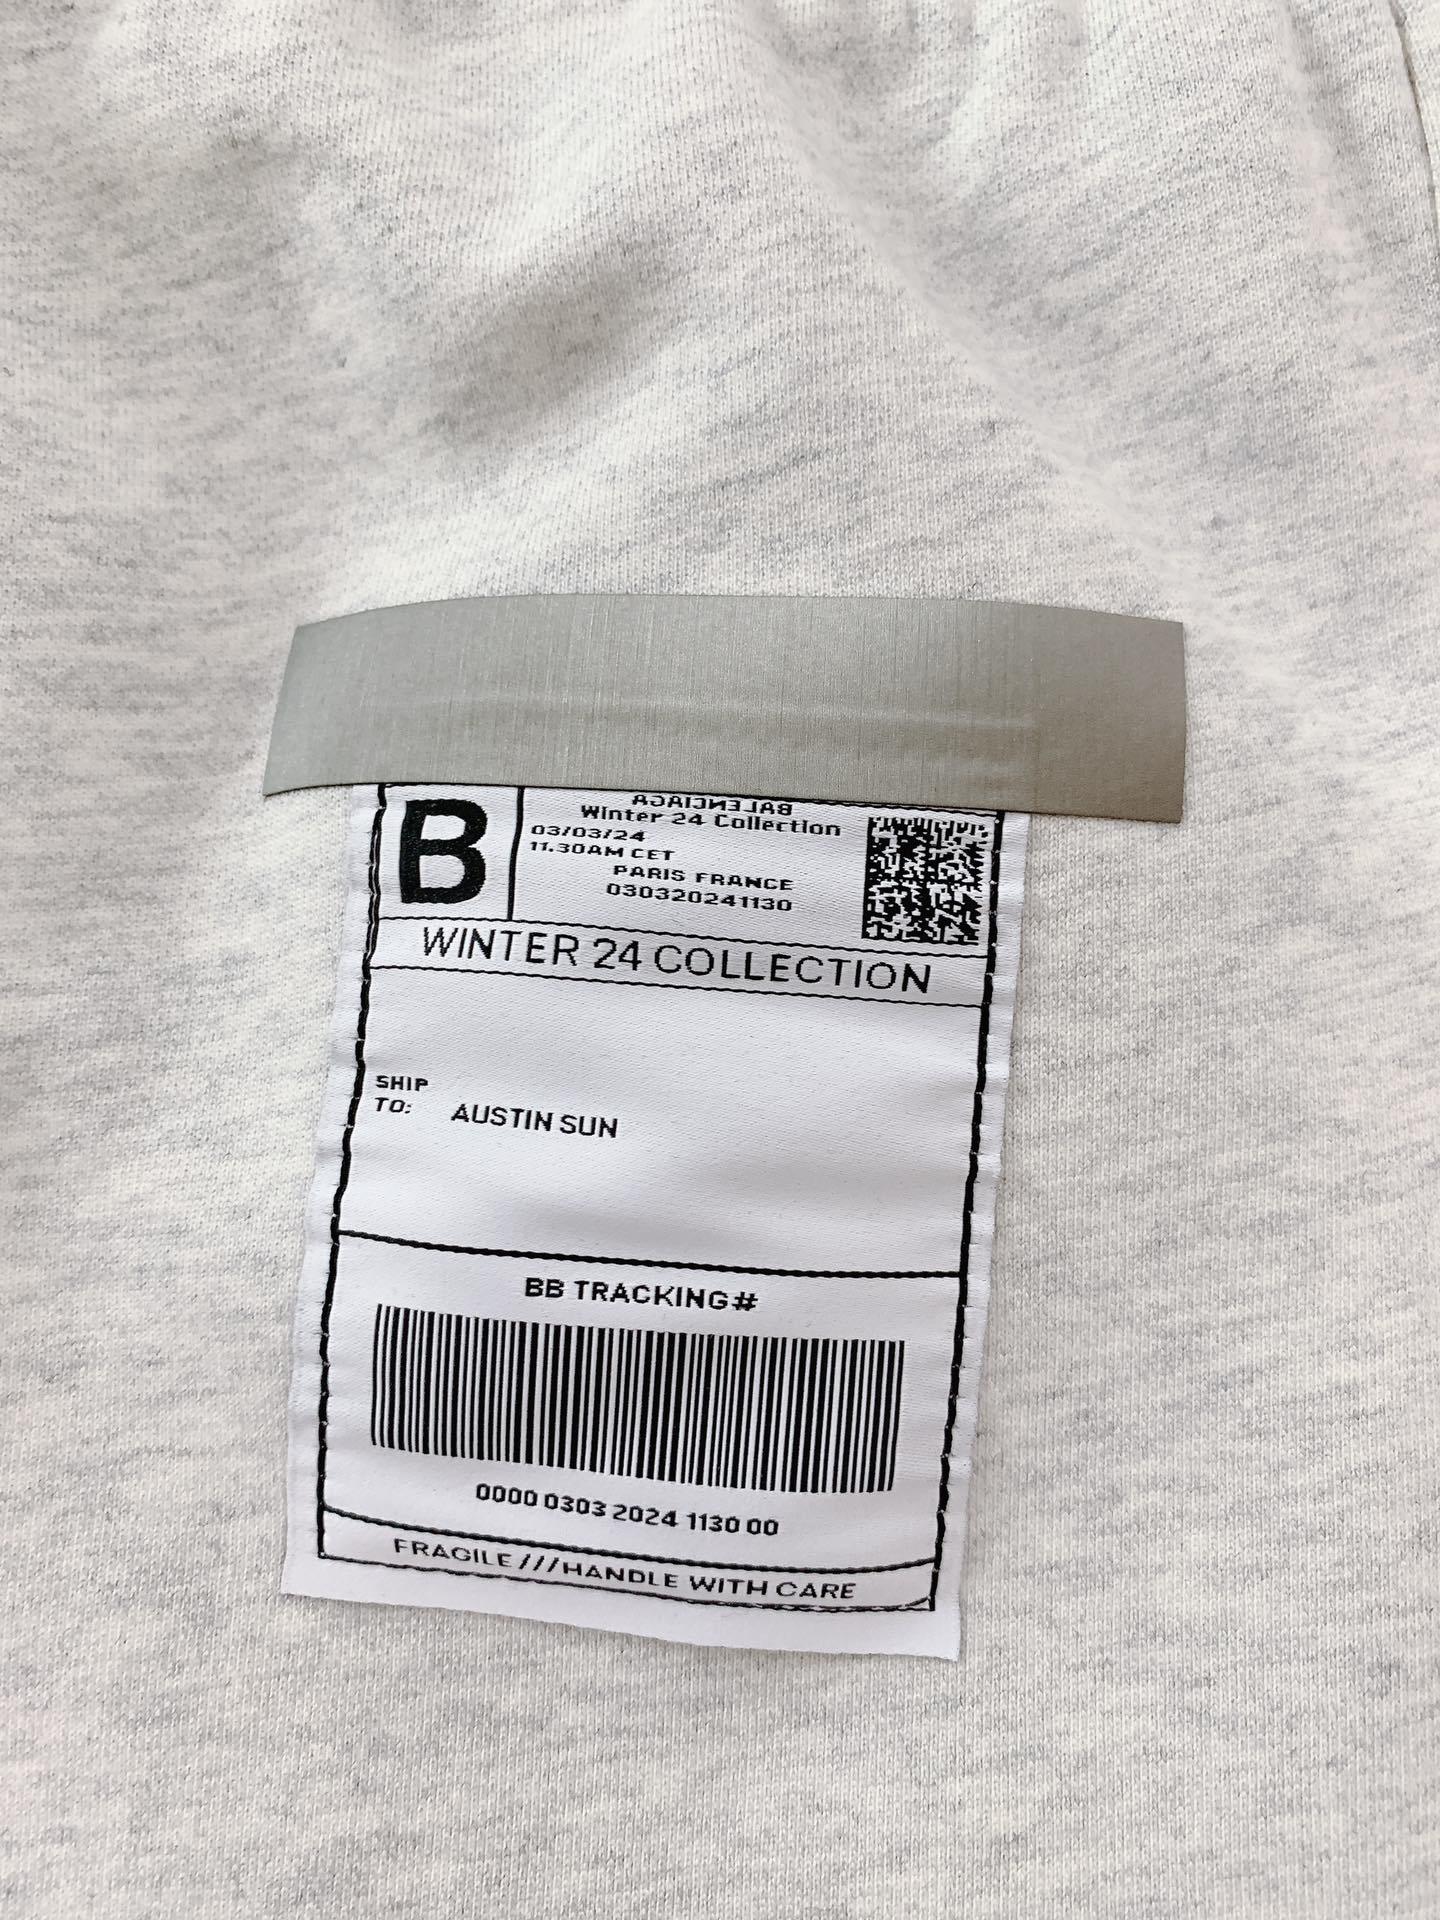 B
BALENCIAGA
Winter 24 Collection
03/03/24
11.30AM CET
PARIS FRANCE
030320241130
WINTER 24 COLLECTION
SHIP
TO:
AUSTIN SUN
BB TRACKING#
0000 0303 2024 1130 00
FRAGILE///HANDLE WITH CARE